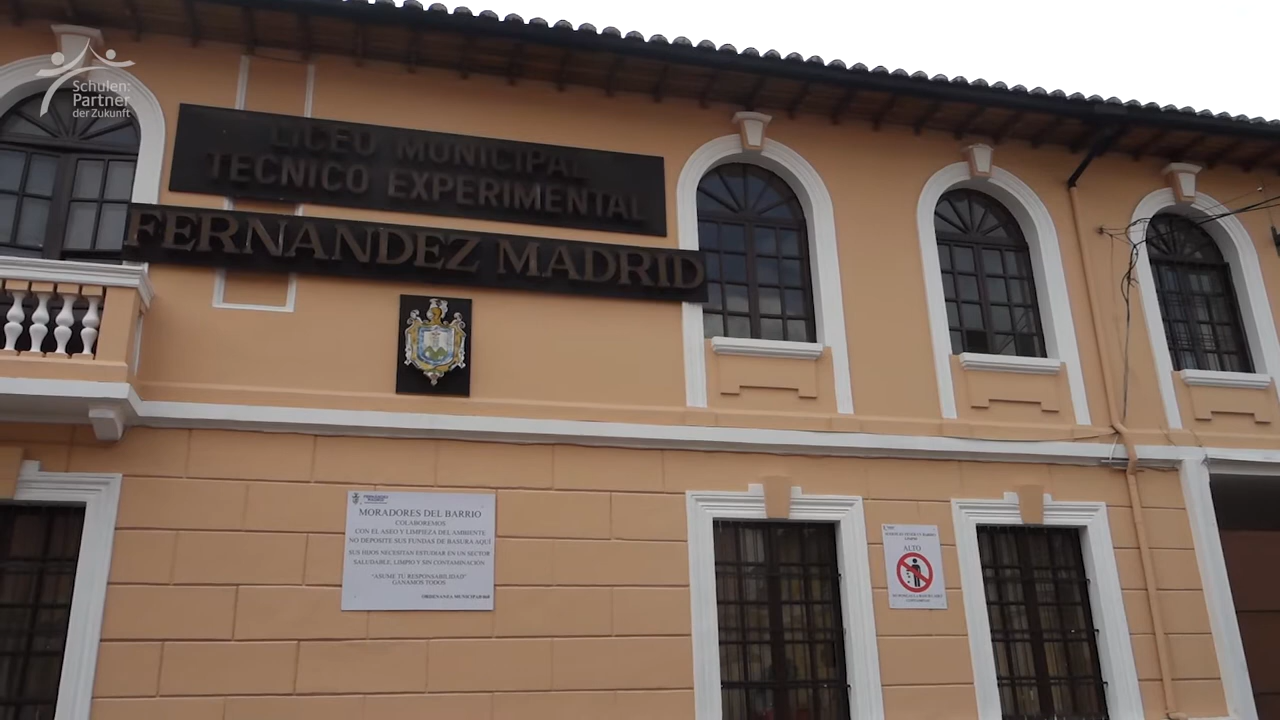 Schulen:
Partner
der Zukunft
LICEO MUNICIPAL
TECNICO EXPERIMENTAL
FERNANDEZ MADRID
MORADORES DEL BARRIO
COLABOREMOS
CON EL ASEO Y LIMPIEZA DEL AMBIENTE
NO DEPOSITE SUS FUNDAS DE BASURA AQUÍ
SUS HIJOS NECESITAN ESTUDIAR EN UN SECTOR
SALUDABLE, LIMPIO Y SIN CONTAMINACIÓN
"ASUME TU RESPONSABILIDAD"
GANAMOS TODOS
ORDENANZA MUNICIPAL
ALTO